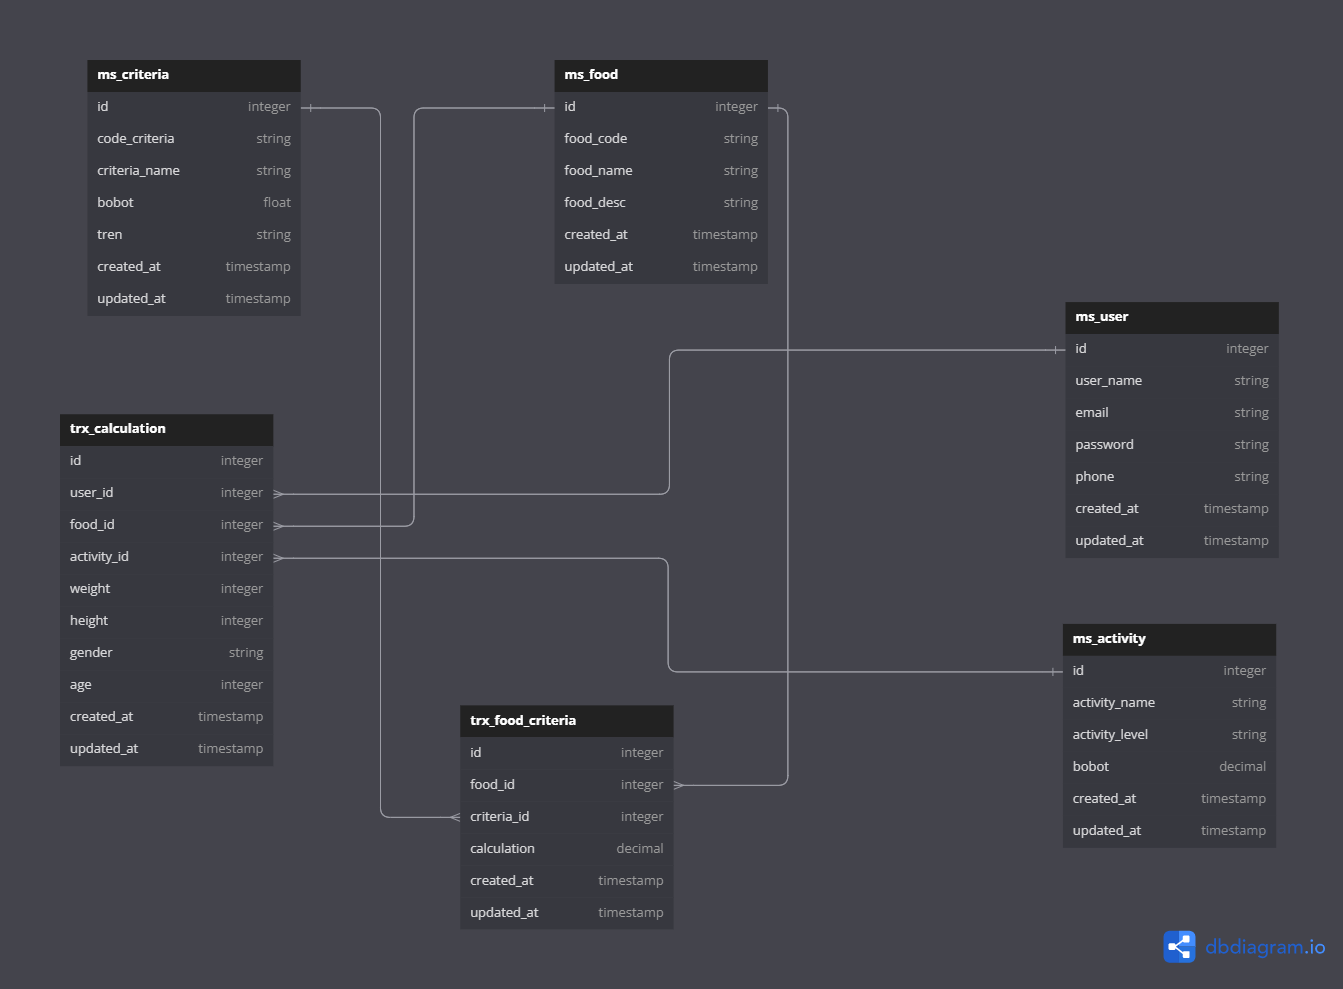 ms_criteria
id integer
code_criteria string
criteria_name string
bobot float
tren string
created_at timestamp
updated_at timestamp
ms_food
id integer
food_code string
food_name string
food_desc string
created_at timestamp
updated_at timestamp
ms_user
id integer
user_name string
email string
password string
phone string
created_at timestamp
updated_at timestamp
trx_calculation
id integer
user_id integer
food_id integer
activity_id integer
weight integer
height integer
gender string
age integer
created_at timestamp
updated_at timestamp
trx_food_criteria
id integer
food_id integer
criteria_id integer
calculation decimal
created_at timestamp
updated_at timestamp
ms_activity
id integer
activity_name string
activity_level string
bobot decimal
created_at timestamp
updated_at timestamp
dbdiagram.io